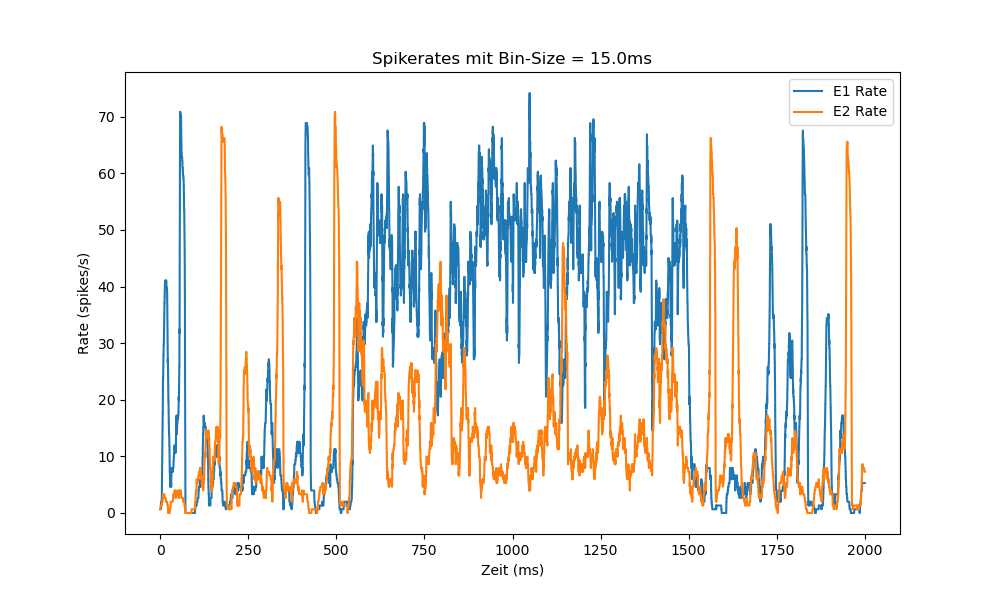 Spikerates mit Bin-Size = 15.0ms
E1 Rate
E2 Rate
70
60
50
40
30
20
10
0
Rate (spikes/s)
0 250 500 750 1000 1250 1500 1750 2000
Zeit (ms)